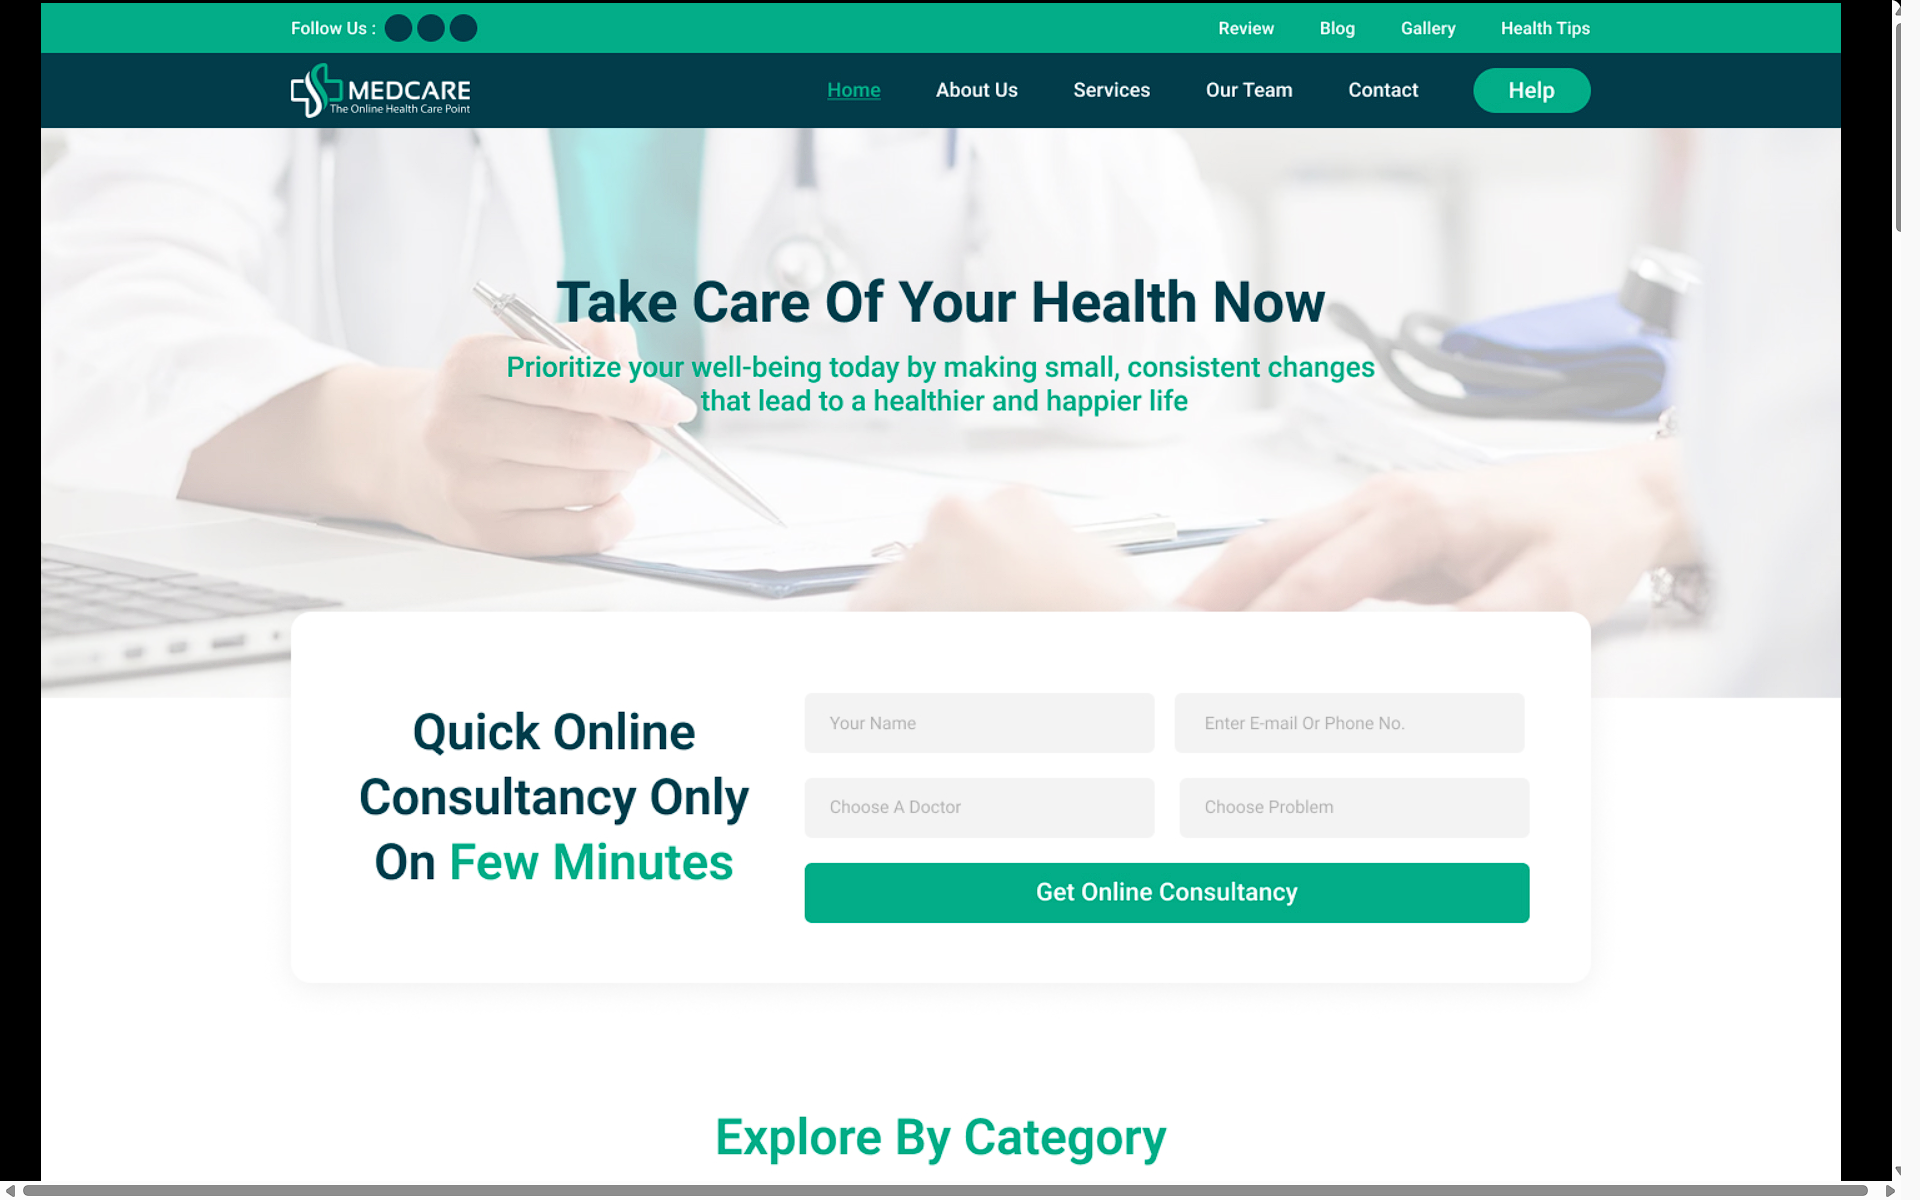 Follow Us :
Review Blog Gallery Health Tips
MEDCARE
The Online Health Care Point
Home About Us Services Our Team Contact Help
Take Care Of Your Health Now
Prioritize your well-being today by making small, consistent changes
that lead to a healthier and happier life
Quick Online
Consultancy Only
On Few Minutes
Your Name
Enter E-mail Or Phone No.
Choose A Doctor
Choose Problem
Get Online Consultancy
Explore By Category